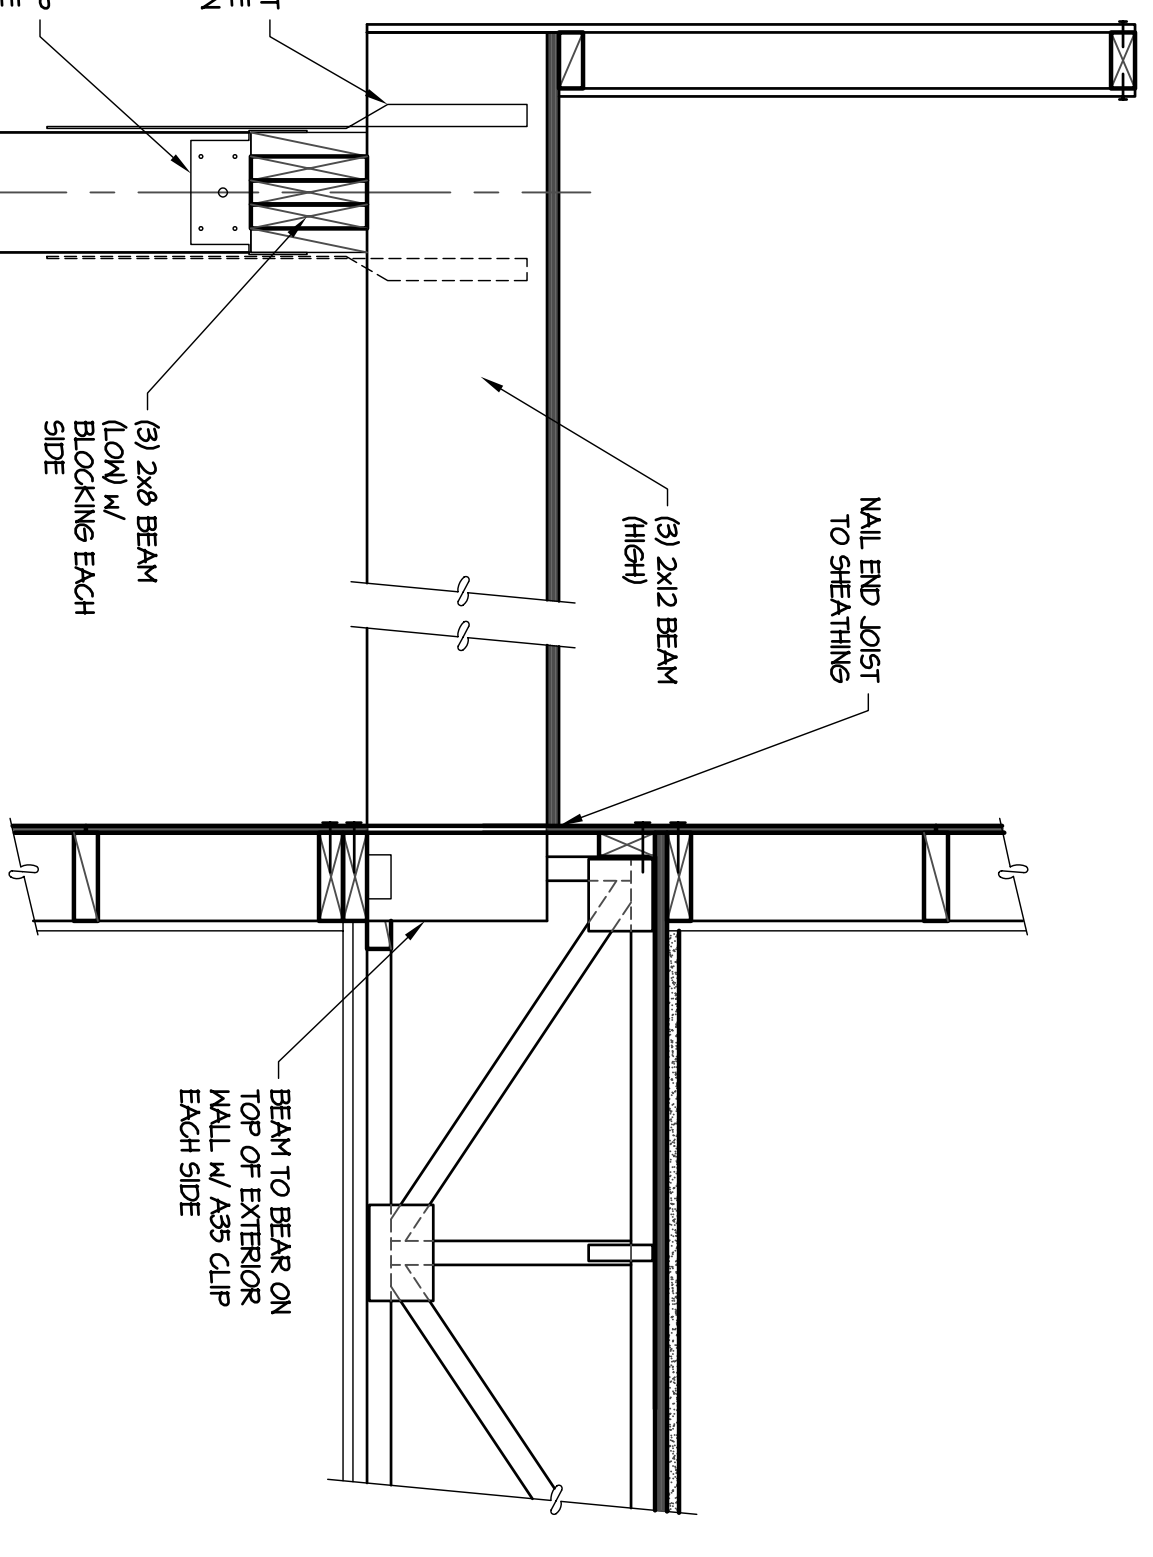 NAIL END JOIST
TO SHEATHING
(3) 2x12 BEAM
(HIGH)
(3) 2x8 BEAM
(LOW) W/
BLOCKING EACH
SIDE
BEAM TO BEAR ON
TOP OF EXTERIOR
WALL W/ A35 CLIP
EACH SIDE